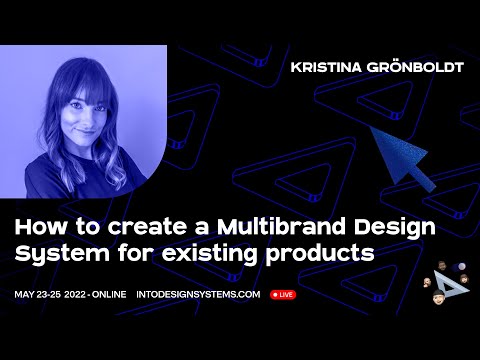 KRISTINA GRÖNBOLDT
How to create a Multibrand Design
System for existing products
MAY 23-25 2022 - ONLINE INTODESIGNSYSTEMS.COM LIVE